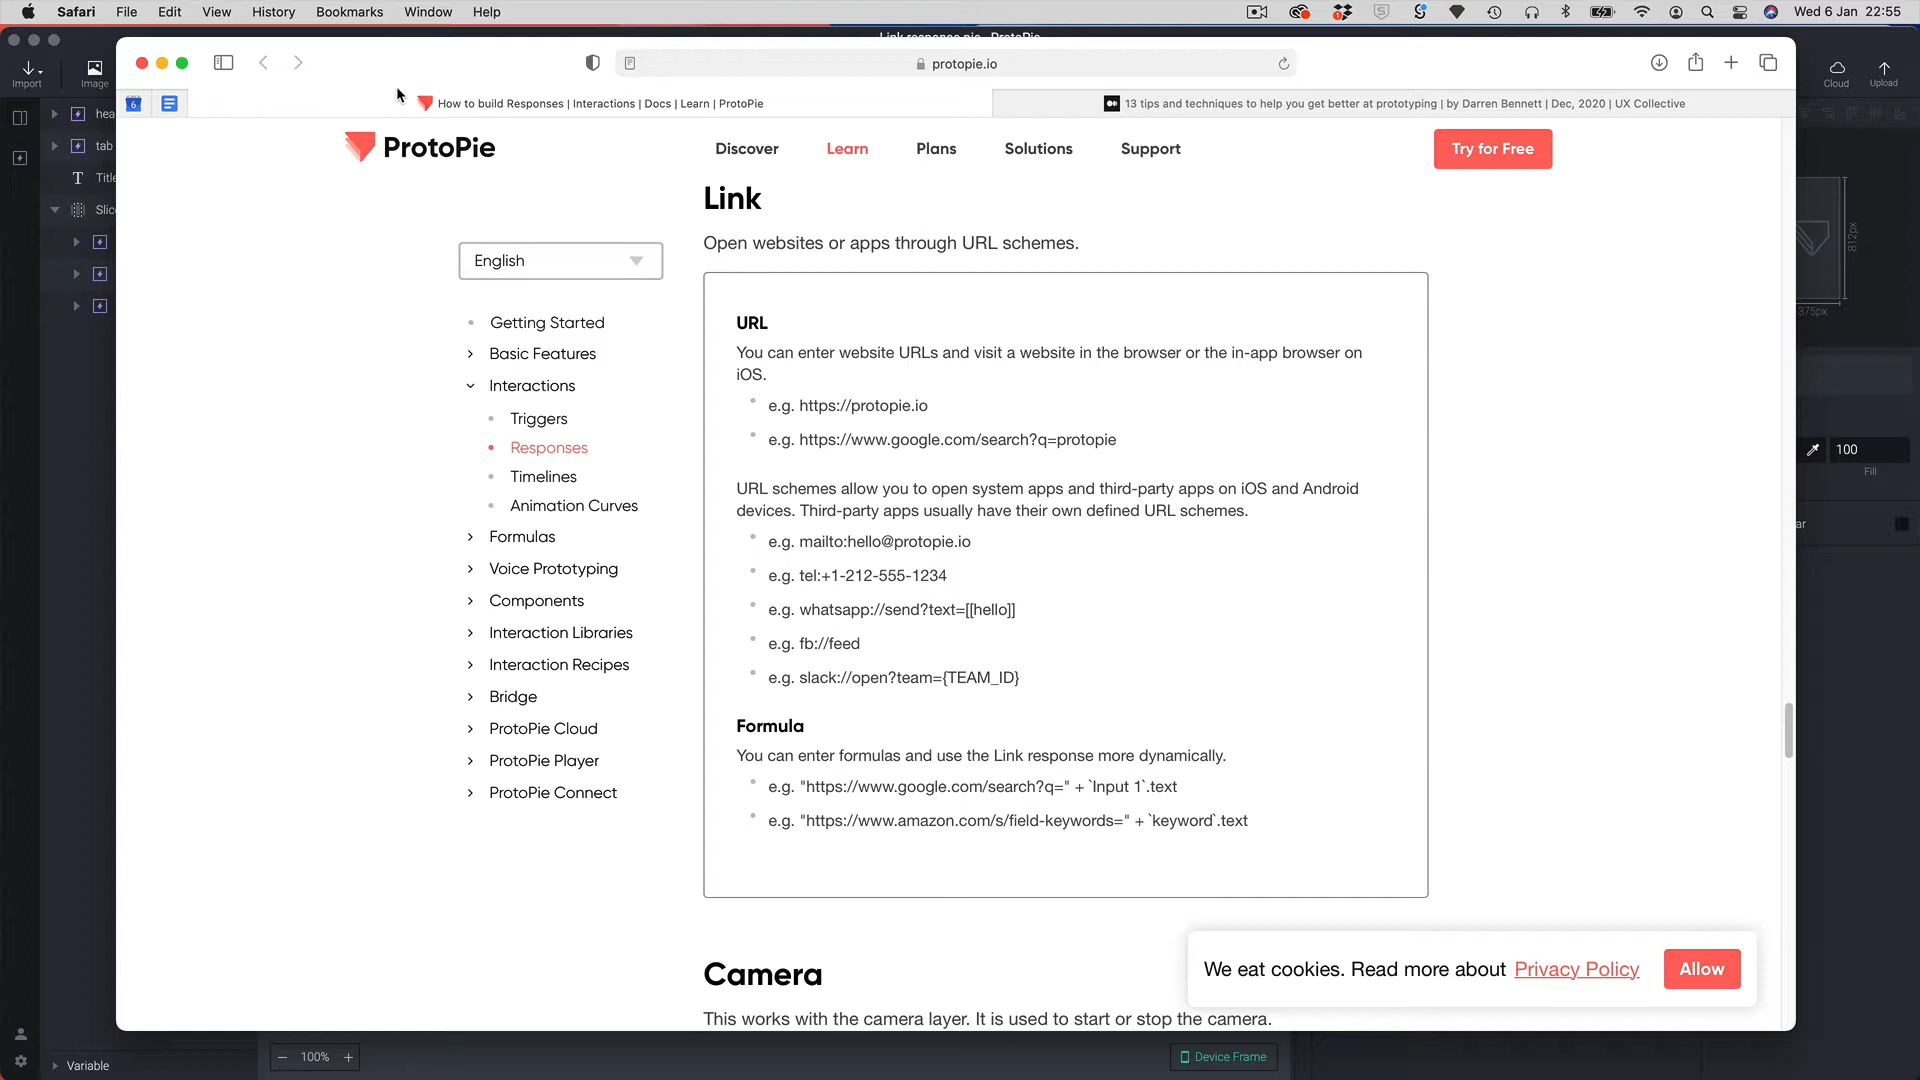 Safari File Edit View History Bookmarks Window Help Wed 6 Jan 22:55
Import Image Cloud Upload
protopie.io
6 How to build Responses | Interactions | Docs | Learn | ProtoPie 13 tips and techniques to help you get better at prototyping | by Darren Bennett | Dec, 2020 | UX Collective
hea
tab
Title
Slic
ProtoPie Discover Learn Plans Solutions Support Try for Free
Link
Open websites or apps through URL schemes.
English
Getting Started
Basic Features
Interactions
Triggers
Responses
Timelines
Animation Curves
Formulas
Voice Prototyping
Components
Interaction Libraries
Interaction Recipes
Bridge
ProtoPie Cloud
ProtoPie Player
ProtoPie Connect
URL
You can enter website URLs and visit a website in the browser or the in-app browser on
iOS.
e.g. https://protopie.io
e.g. https://www.google.com/search?q=protopie
URL schemes allow you to open system apps and third-party apps on iOS and Android
devices. Third-party apps usually have their own defined URL schemes.
e.g. mailto:hello@protopie.io
e.g. tel:+1-212-555-1234
e.g. whatsapp://send?text=[[hello]]
e.g. fb://feed
e.g. slack://open?team={TEAM_ID}
Formula
You can enter formulas and use the Link response more dynamically.
e.g. "https://www.google.com/search?q=" + `Input 1`.text
e.g. "https://www.amazon.com/s/field-keywords=" + `keyword`.text
Camera
This works with the camera layer. It is used to start or stop the camera.
We eat cookies. Read more about Privacy Policy Allow
812px
375px
100
Fill
ar
Variable
100%
Device Frame